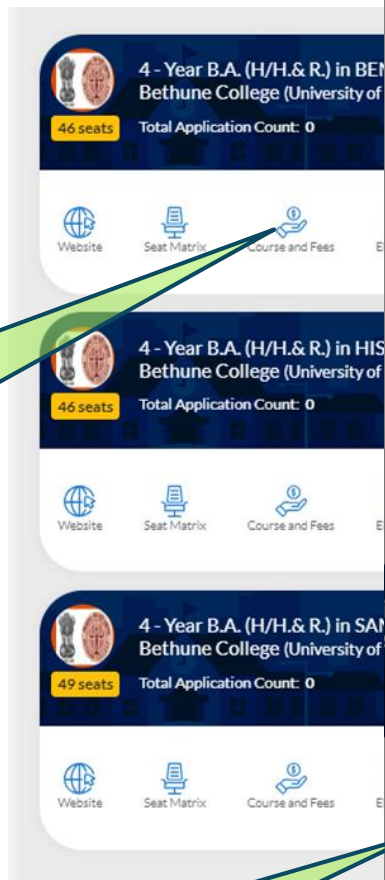 4 - Year B.A. (H/H.& R.) in BEN
Bethune College (University of
46 seats
Total Application Count: 0
Website
Seat Matrix
Course and Fees
E
4 - Year B.A. (H/H.& R.) in HIS
Bethune College (University of
46 seats
Total Application Count: 0
Website
Seat Matrix
Course and Fees
E
4 - Year B.A. (H/H.& R.) in SAN
Bethune College (University of
49 seats
Total Application Count: 0
Website
Seat Matrix
Course and Fees
E